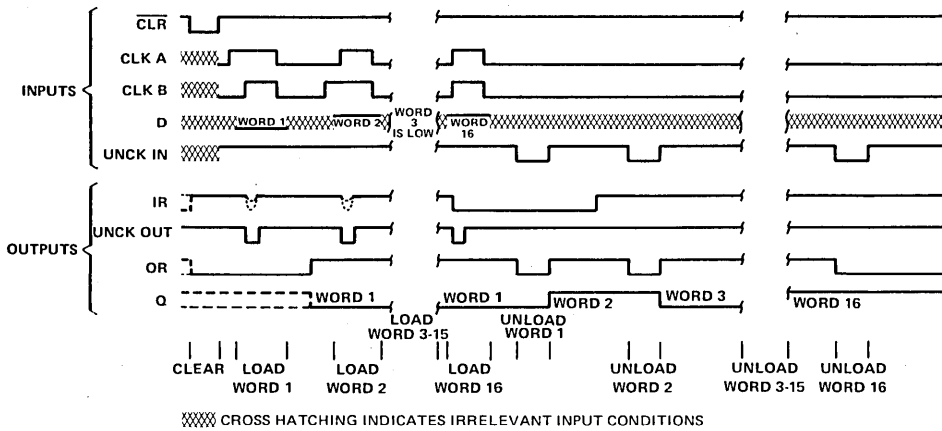 CLR
CLK A
CLK B
INPUTS
D
WORD 1
WORD 2
WORD
3
IS LOW
WORD
16
UNCK IN
IR
UNCK OUT
OUTPUTS
OR
Q
WORD 1
WORD 1
WORD 2
WORD 3
WORD 16
LOAD
WORD 3-15
UNLOAD
WORD 1
CLEAR
LOAD
WORD 1
LOAD
WORD 2
LOAD
WORD 16
UNLOAD
WORD 2
UNLOAD
WORD 3-15
UNLOAD
WORD 16
CROSS HATCHING INDICATES IRRELEVANT INPUT CONDITIONS